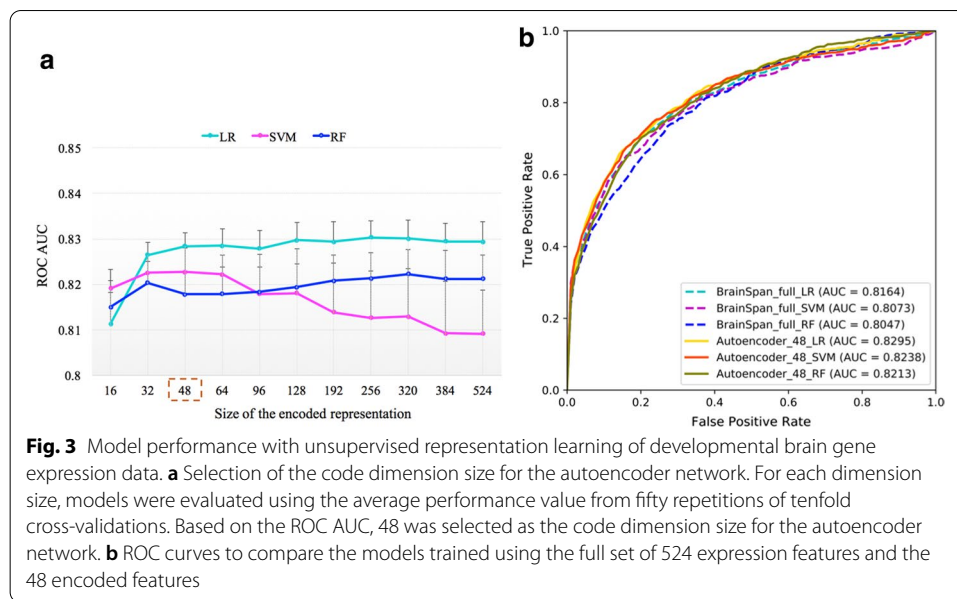 a
LR SVM RF
0.85
0.84
0.83
0.82
0.81
0.8
ROC AUC
16 32 48 64 96 128 192 256 320 384 524
Size of the encoded representation
b
1.0
0.8
0.6
0.4
0.2
0.0
True Positive Rate
BrainSpan_full_LR (AUC = 0.8164)
BrainSpan_full_SVM (AUC = 0.8073)
BrainSpan_full_RF (AUC = 0.8047)
Autoencoder_48_LR (AUC = 0.8295)
Autoencoder_48_SVM (AUC = 0.8238)
Autoencoder_48_RF (AUC = 0.8213)
0.0 0.2 0.4 0.6 0.8 1.0
False Positive Rate
Fig. 3 Model performance with unsupervised representation learning of developmental brain gene
expression data. a Selection of the code dimension size for the autoencoder network. For each dimension
size, models were evaluated using the average performance value from fifty repetitions of tenfold
cross-validations. Based on the ROC AUC, 48 was selected as the code dimension size for the autoencoder
network. b ROC curves to compare the models trained using the full set of 524 expression features and the
48 encoded features